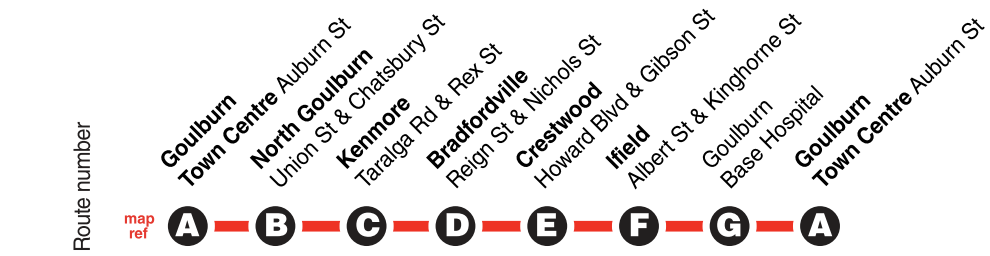 Goulburn
Town Centre Auburn St
North Goulburn
Union St & Chatsbury St
Kenmore
Taralga Rd & Rex St
Bradfordville
Reign St & Nichols St
Crestwood
Howard Blvd & Gibson St
Ifield
Albert St & Kinghorne St
Goulburn
Base Hospital
Goulburn
Town Centre Auburn St
Route number
map
ref
A B C D E F G A